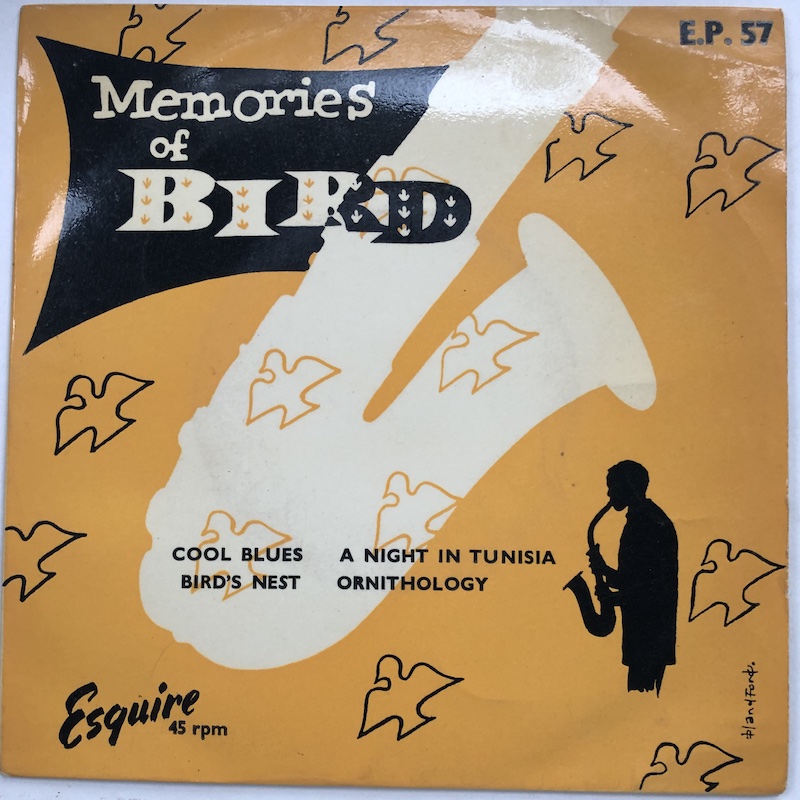 E.P. 57
Memories
of
BIRD
COOL BLUES A NIGHT IN TUNISIA
BIRD'S NEST ORNITHOLOGY
Esquire
45 rpm